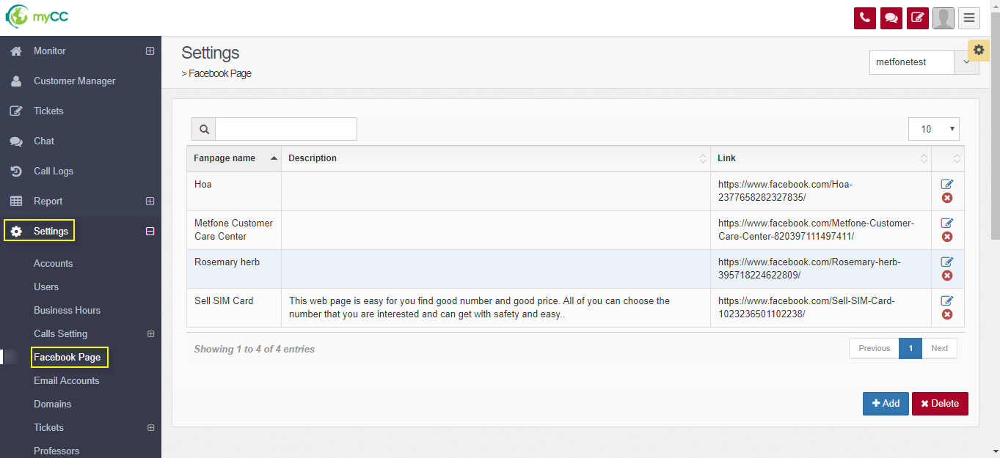 myCC
Monitor
Customer Manager
Tickets
Chat
Call Logs
Report
Settings
Accounts
Users
Business Hours
Calls Setting
Facebook Page
Email Accounts
Domains
Tickets
Professors
Settings
> Facebook Page
metfonetest
10
Fanpage name Description Link
Hoa https://www.facebook.com/Hoa-
2377658282327835/
Metfone Customer https://www.facebook.com/Metfone-Customer-
Care Center Care-Center-820397111497411/
Rosemary herb https://www.facebook.com/Rosemary-herb-
395718224622809/
Sell SIM Card This web page is easy for you find good number and good price. All of you can choose the https://www.facebook.com/Sell-SIM-Card-
number that you are interested and can get with safety and easy.. 1023236501102238/
Showing 1 to 4 of 4 entries
Previous 1 Next
Add Delete